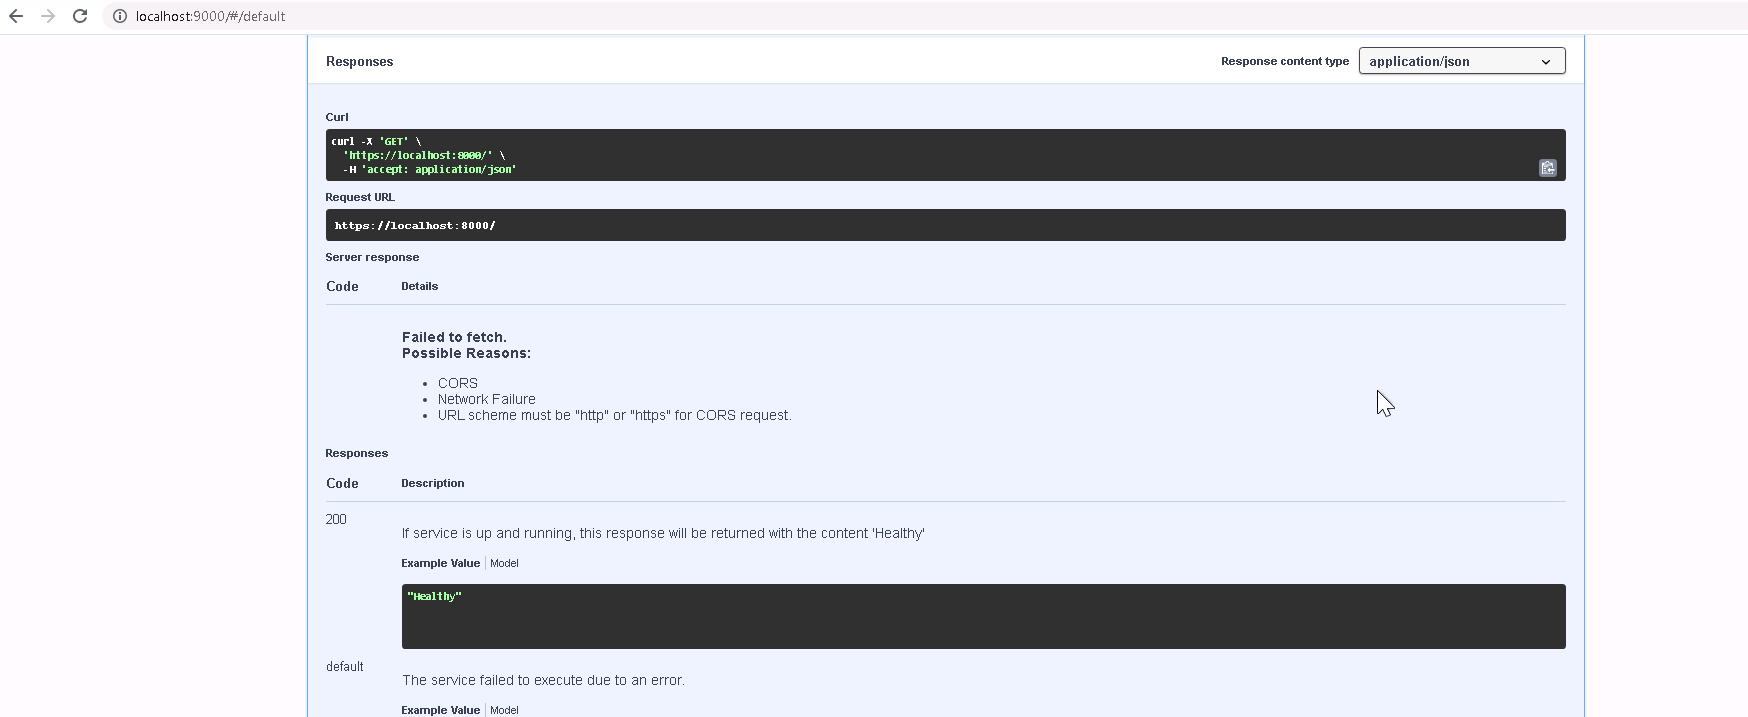 localhost:9000/#/default
Responses
Response content type
application/json
Curl
curl -X 'GET' \
'https://localhost:8000/' \
-H 'accept: application/json'
Request URL
https://localhost:8000/
Server response
Code Details
Failed to fetch.
Possible Reasons:
• CORS
• Network Failure
• URL scheme must be "http" or "https" for CORS request.
Responses
Code Description
200
If service is up and running, this response will be returned with the content 'Healthy'
Example Value | Model
"Healthy"
default
The service failed to execute due to an error.
Example Value | Model